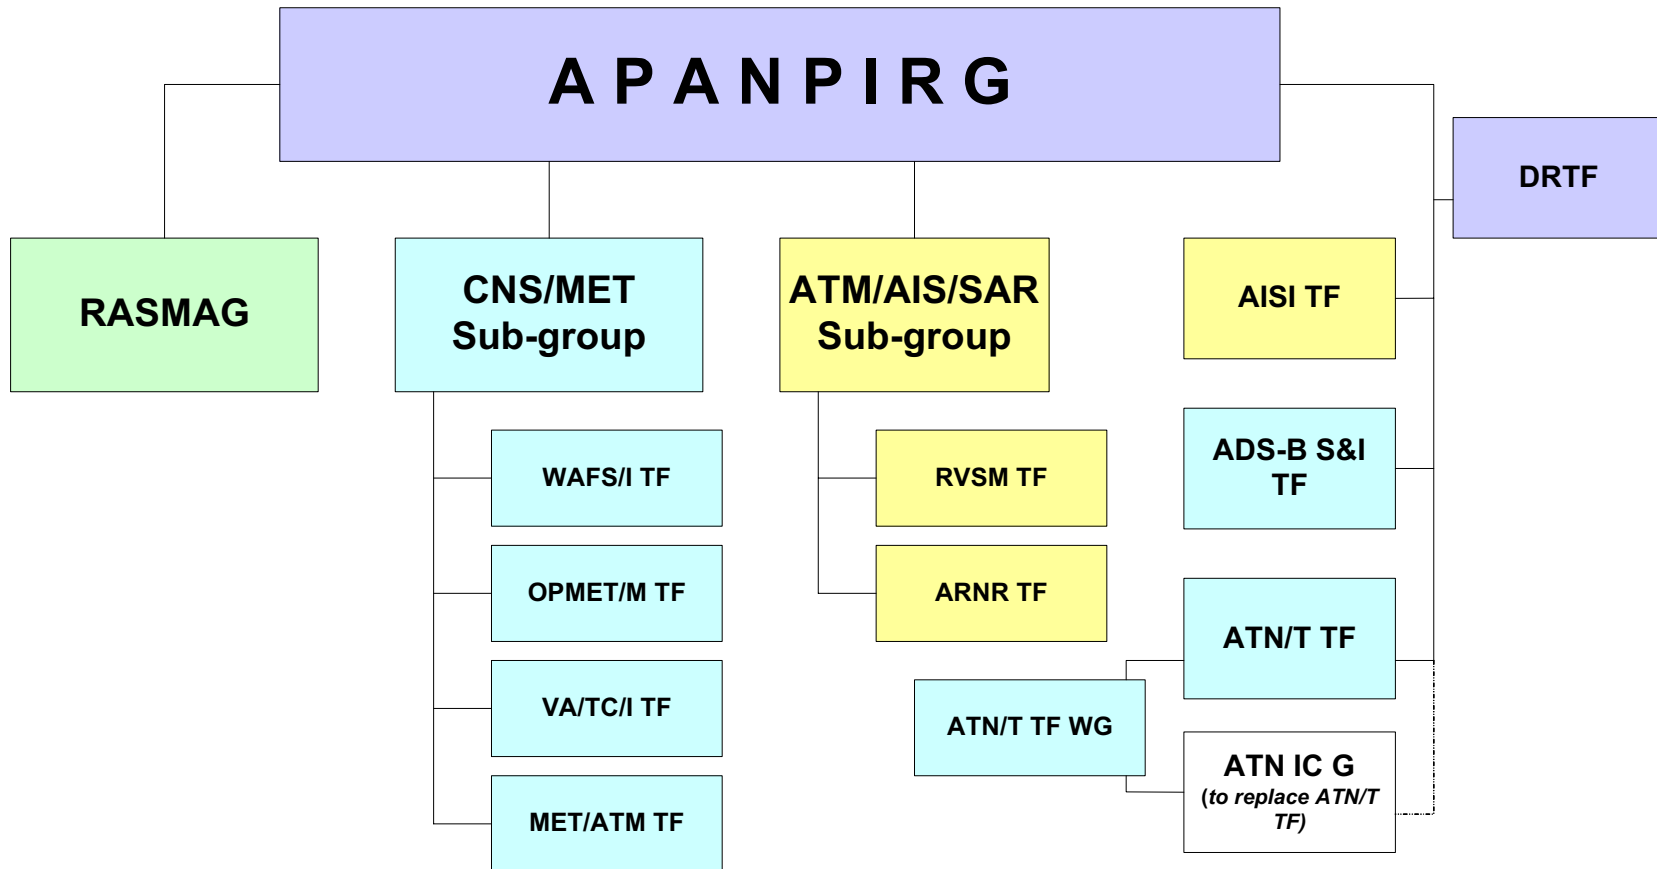 A P A N P I R G
DRTF
RASMAG
CNS/MET
Sub-group
ATM/AIS/SAR
Sub-group
AISI TF
WAFS/I TF
RVSM TF
ADS-B S&I
TF
OPMET/M TF
ARNR TF
ATN/T TF
VA/TC/I TF
ATN/T TF WG
ATN IC G
(to replace ATN/T
TF)
MET/ATM TF